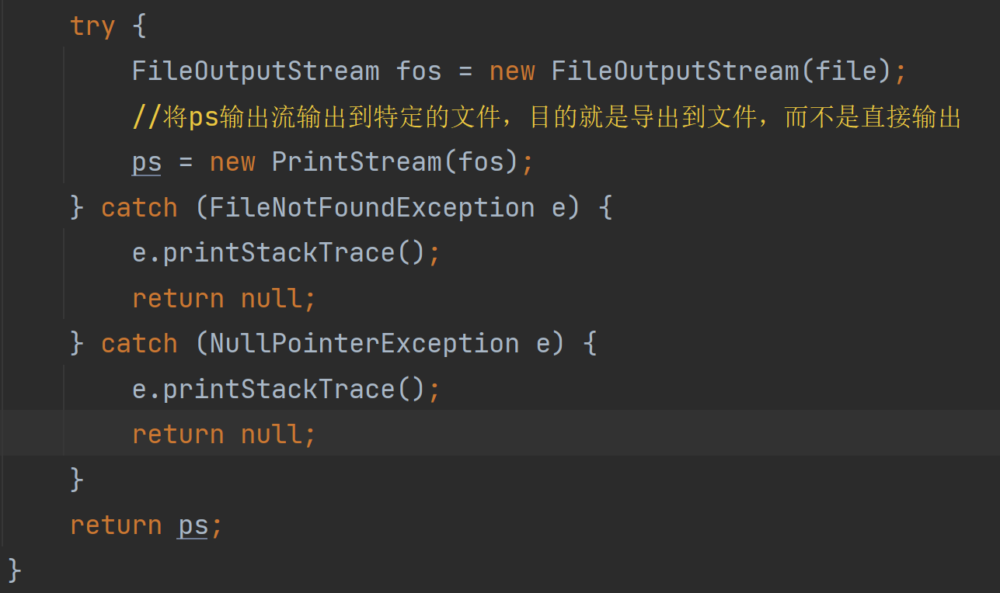 try {
FileOutputStream fos = new FileOutputStream(file);
//将ps输出流输出到特定的文件，目的就是导出到文件，而不是直接输出
ps = new PrintStream(fos);
} catch (FileNotFoundException e) {
e.printStackTrace();
return null;
} catch (NullPointerException e) {
e.printStackTrace();
return null;
}
return ps;
}